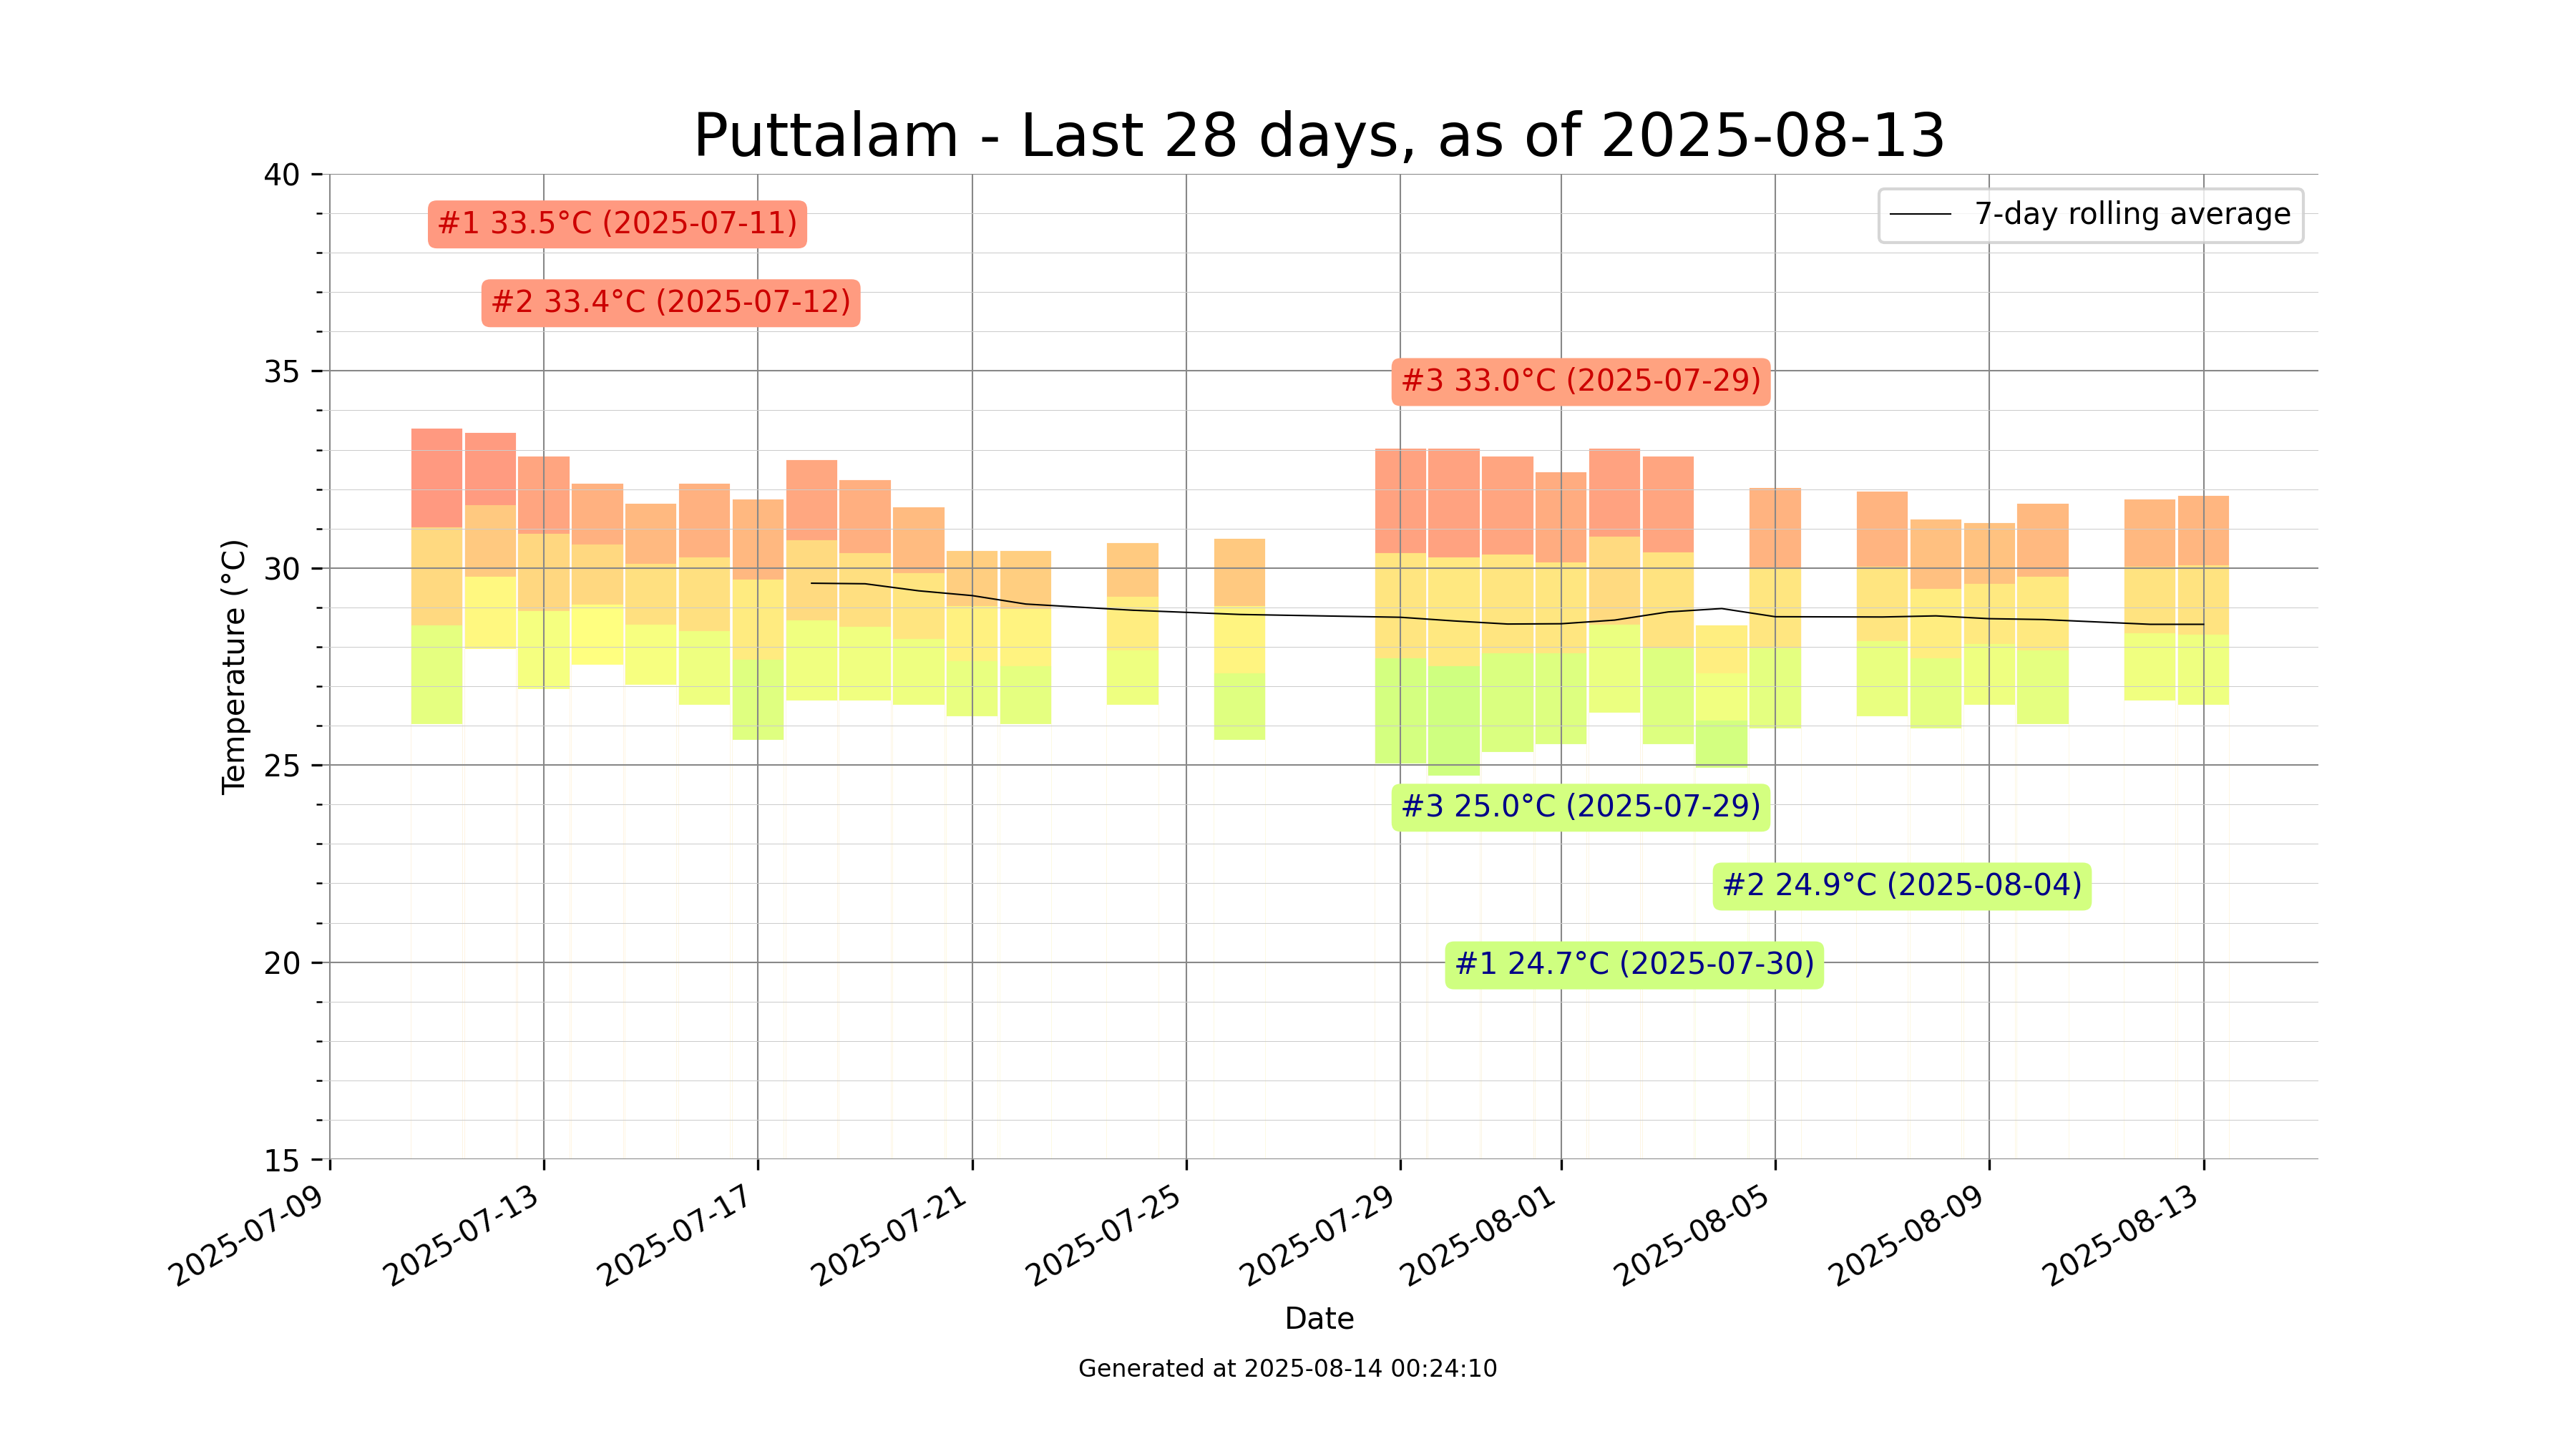 Puttalam - Last 28 days, as of 2025-08-13
7-day rolling average
#1 33.5°C (2025-07-11)
#2 33.4°C (2025-07-12)
#3 33.0°C (2025-07-29)
#3 25.0°C (2025-07-29)
#2 24.9°C (2025-08-04)
#1 24.7°C (2025-07-30)
Temperature (°C)
40
35
30
25
20
15
2025-07-09
2025-07-13
2025-07-17
2025-07-21
2025-07-25
2025-07-29
2025-08-01
2025-08-05
2025-08-09
2025-08-13
Date
Generated at 2025-08-14 00:24:10